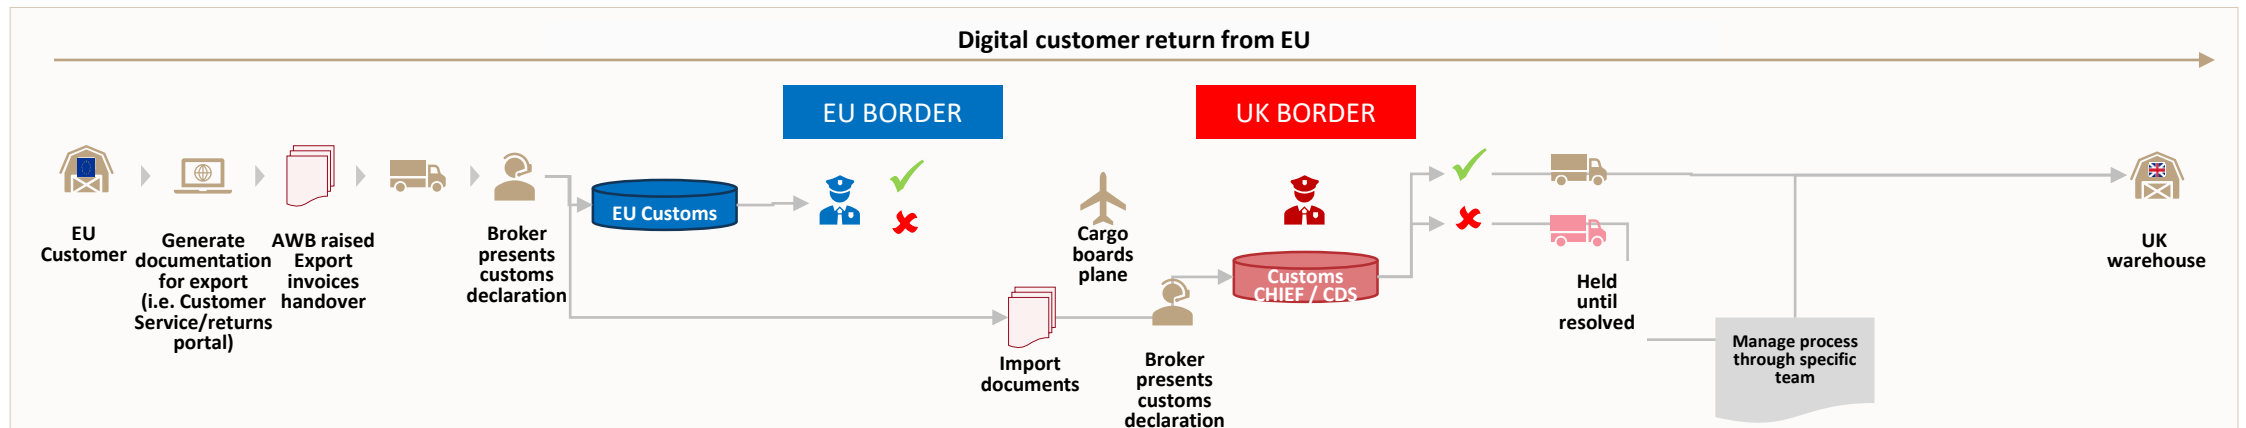 Digital customer return from EU
EU BORDER
UK BORDER
EU
Customer
Generate
documentation
for export
(i.e. Customer
Service/returns
portal)
AWB raised
Export
invoices
handover
Broker
presents
customs
declaration
EU Customs
Import
documents
Cargo
boards
plane
Broker
presents
customs
declaration
Customs
CHIEF / CDS
Held
until
resolved
Manage process
through specific
team
UK
warehouse